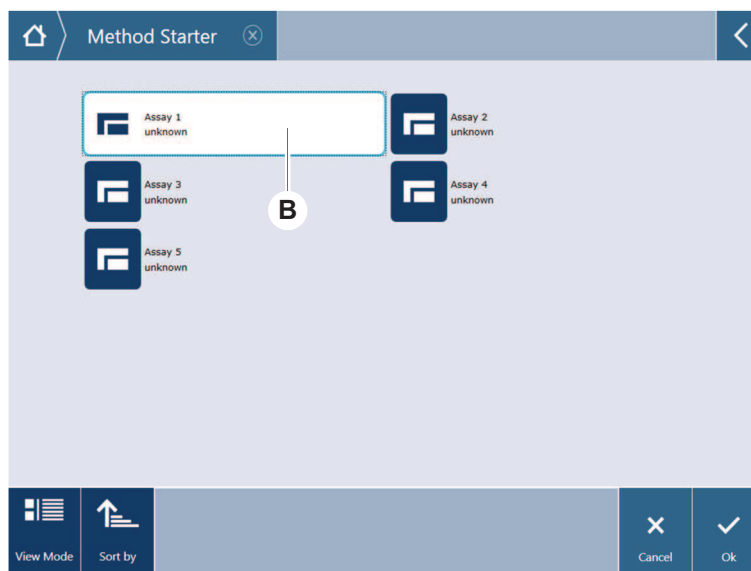 Method Starter
Assay 1
unknown
Assay 2
unknown
Assay 3
unknown
Assay 4
unknown
Assay 5
unknown
B
View Mode
Sort by
Cancel
Ok